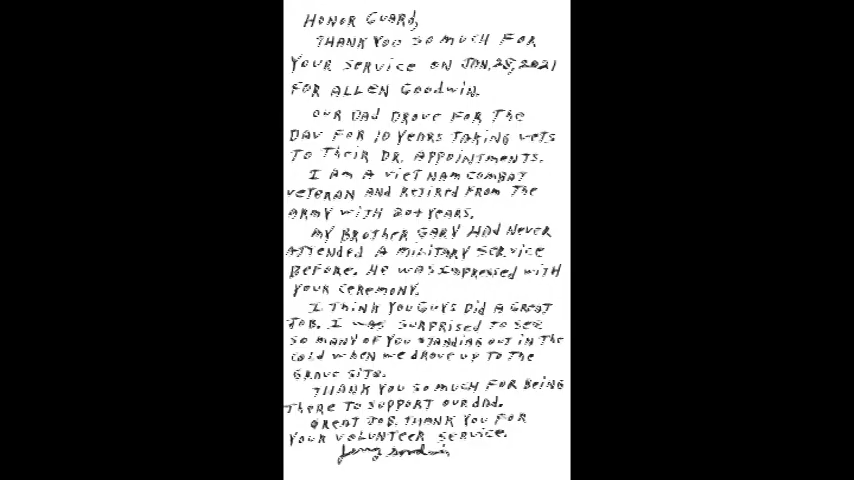 HONOR GUARD,
THANK YOU SO MUCH FOR
YOUR SERVICE ON JAN, 28, 2021
FOR ALLEN GOODWIN.
OUR DAD DROVE FOR THE
DAV FOR 10 YEARS TAKING VETS
TO THEIR DR. APPOINTMENTS.
I AM A VIETNAM COMBAT
VETERAN AND RETIRED FROM THE
ARMY WITH 20+ YEARS.
MY BROTHER GARY HAD NEVER
ATTENDED A MILITARY SERVICE
BEFORE. HE WAS IMPRESSED WITH
YOUR CEREMONY.
I THINK YOU GUYS DID A GREAT
JOB. I WAS SURPRISED TO SEE
SO MANY OF YOU STANDING OUT IN THE
COLD WHEN WE DROVE UP TO THE
GRAVE SITE.
THANK YOU SO MUCH FOR BEING
THERE TO SUPPORT OUR DAD.
GREAT JOB. THANK YOU FOR
YOUR VOLUNTEER SERVICE.